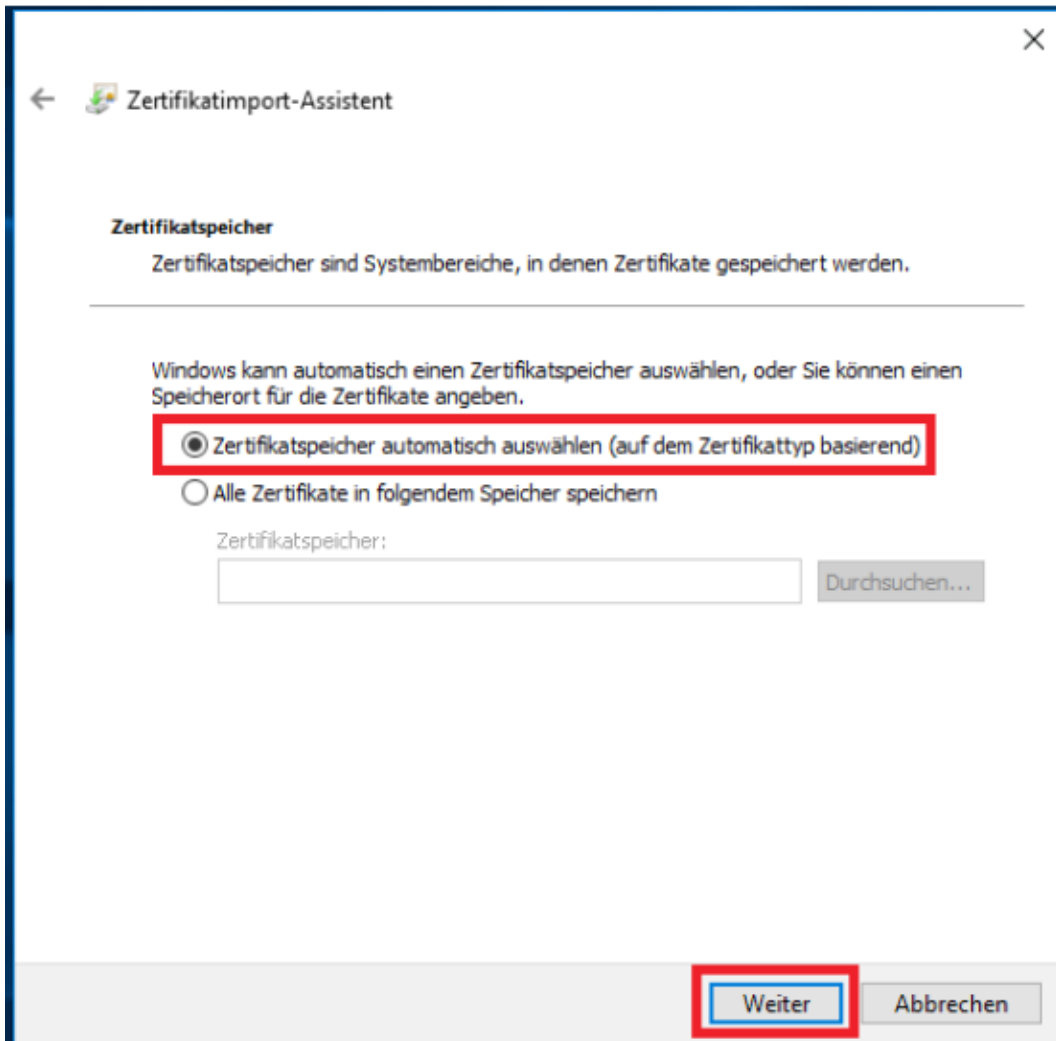 Zertifikatimport-Assistent
Zertifikatspeicher
Zertifikatspeicher sind Systembereiche, in denen Zertifikate gespeichert werden.
Windows kann automatisch einen Zertifikatspeicher auswählen, oder Sie können einen
Speicherort für die Zertifikate angeben.
Zertifikatspeicher automatisch auswählen (auf dem Zertifikattyp basierend)
Alle Zertifikate in folgendem Speicher speichern
Zertifikatspeicher:
Durchsuchen...
Weiter Abbrechen